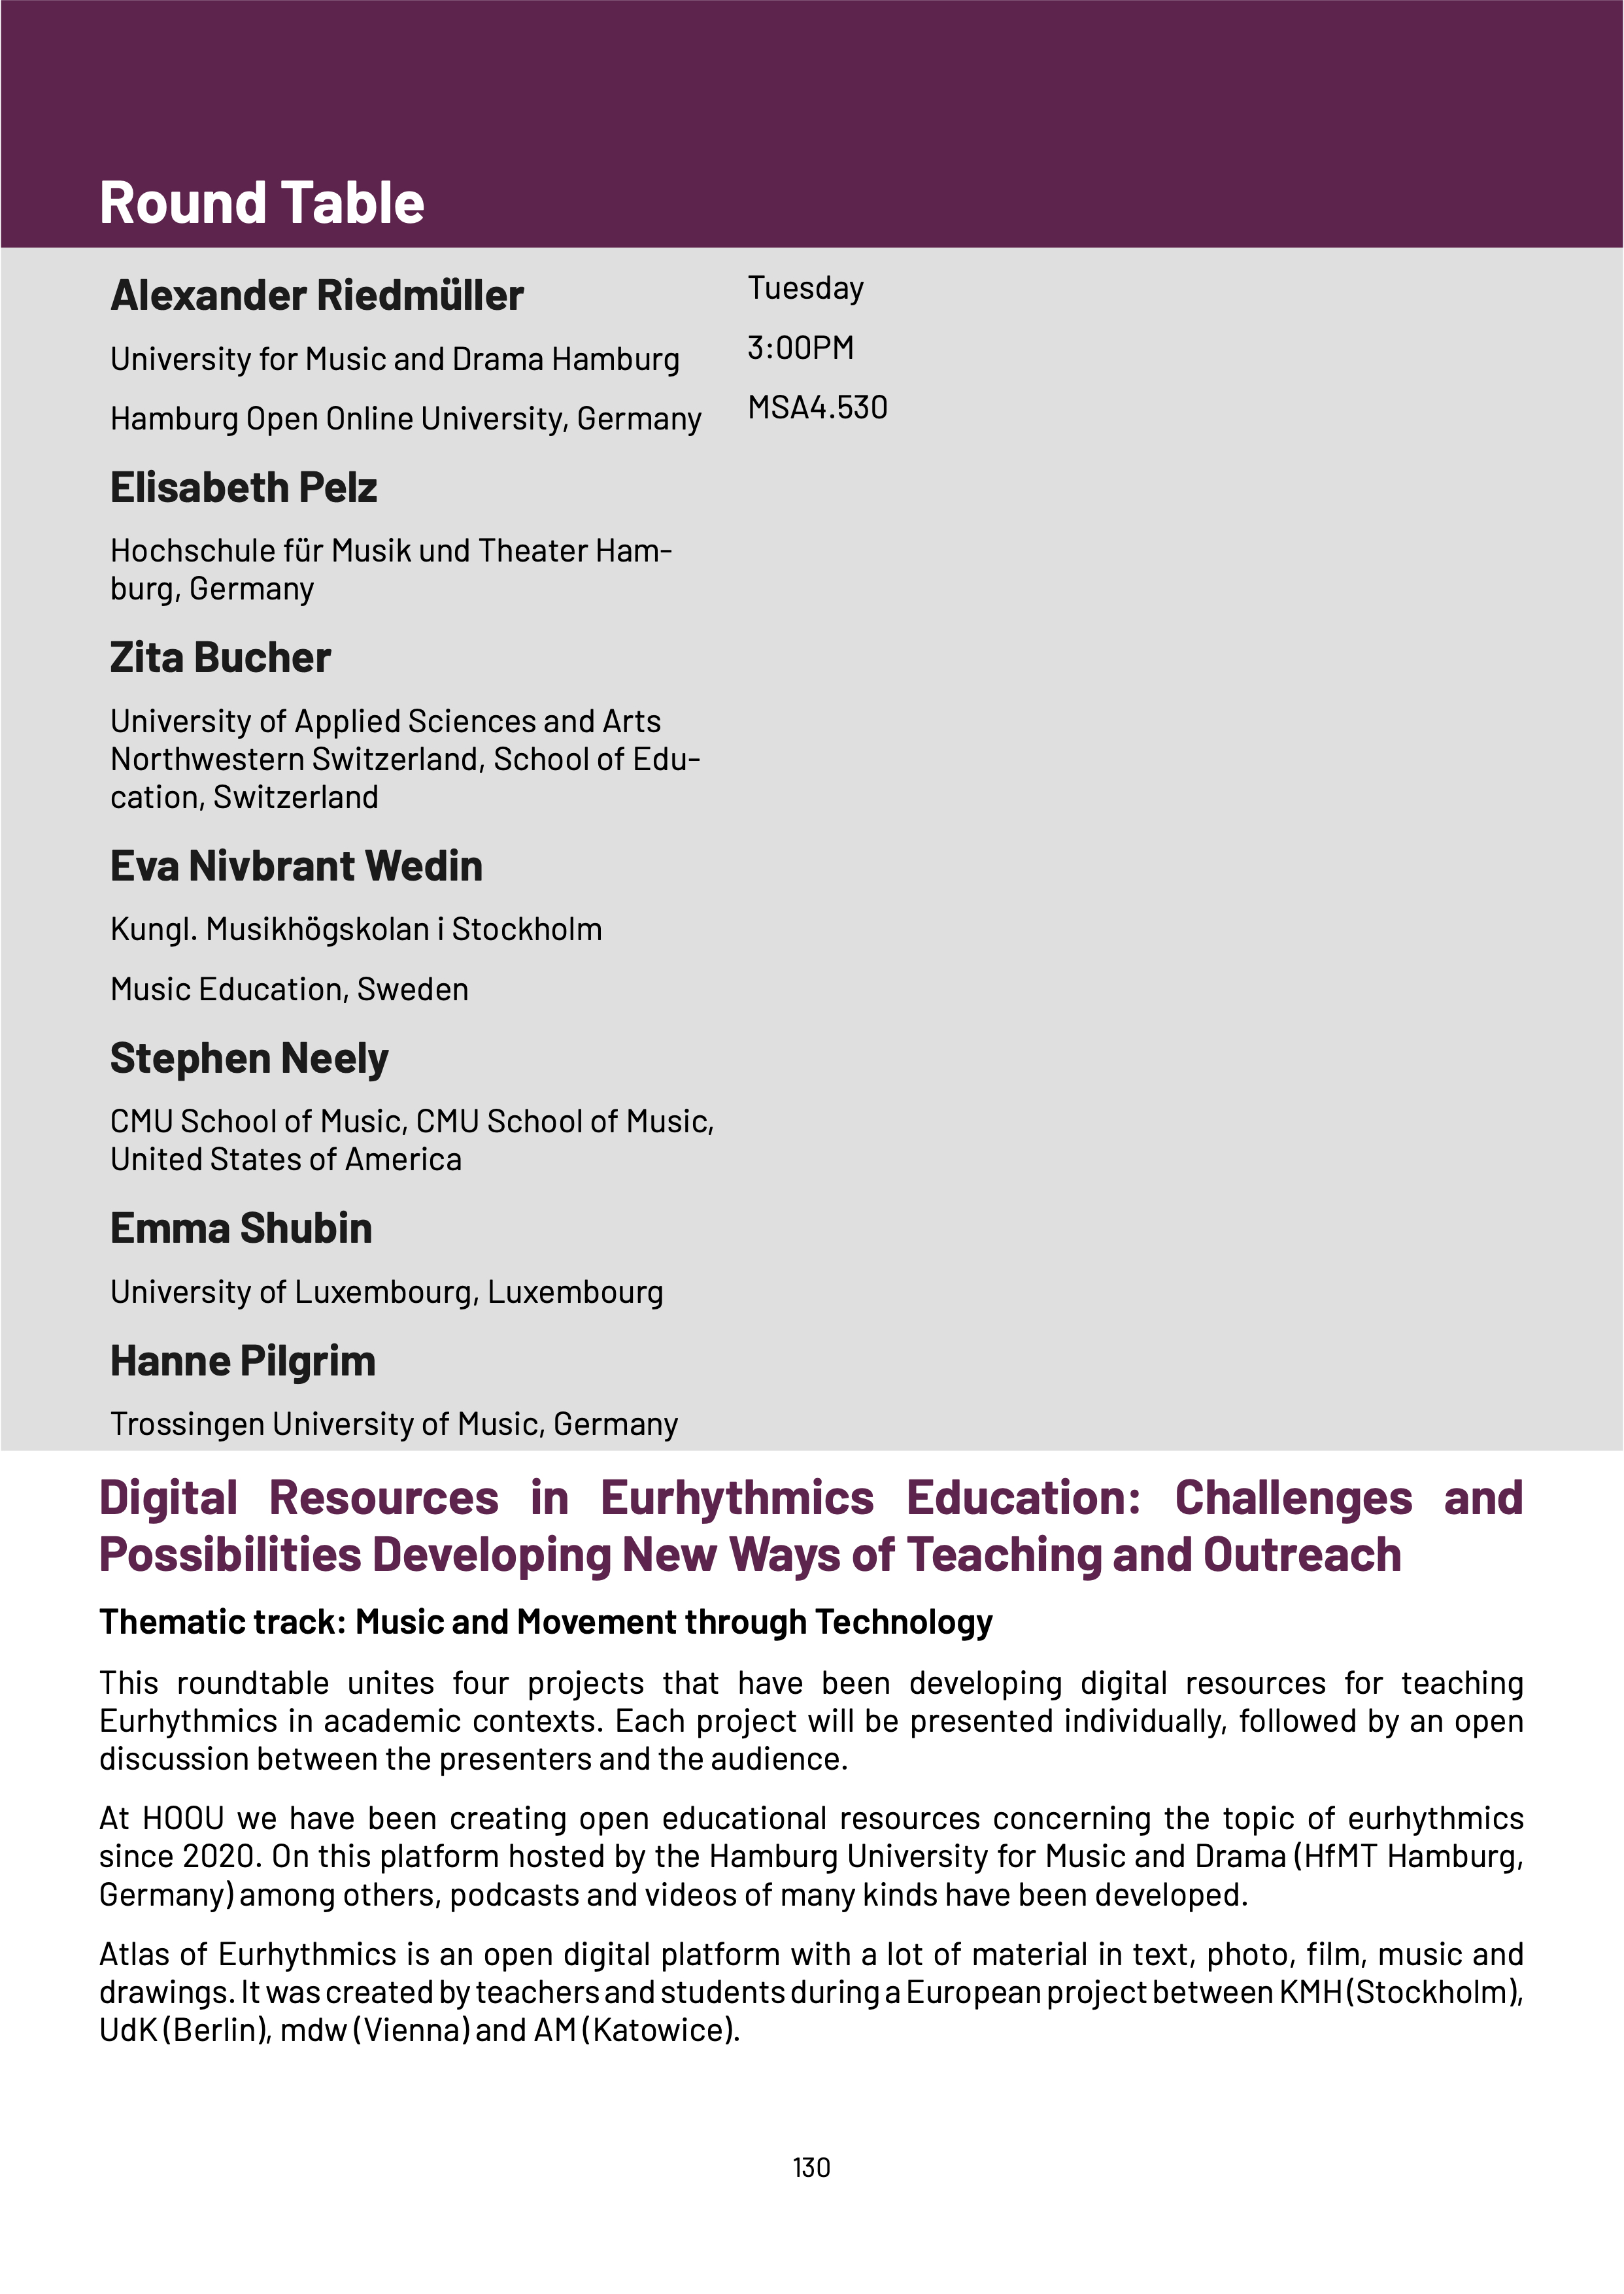 Round Table
Alexander Riedmüller
University for Music and Drama Hamburg
Hamburg Open Online University, Germany
Elisabeth Pelz
Hochschule für Musik und Theater Ham-
burg, Germany
Zita Bucher
University of Applied Sciences and Arts
Northwestern Switzerland, School of Edu-
cation, Switzerland
Eva Nivbrant Wedin
Kungl. Musikhögskolan i Stockholm
Music Education, Sweden
Stephen Neely
CMU School of Music, CMU School of Music,
United States of America
Emma Shubin
University of Luxembourg, Luxembourg
Hanne Pilgrim
Trossingen University of Music, Germany
Tuesday
3:00PM
MSA4.530
Digital Resources in Eurhythmics Education: Challenges and
Possibilities Developing New Ways of Teaching and Outreach
Thematic track: Music and Movement through Technology
This roundtable unites four projects that have been developing digital resources for teaching
Eurhythmics in academic contexts. Each project will be presented individually, followed by an open
discussion between the presenters and the audience.
At HOOU we have been creating open educational resources concerning the topic of eurhythmics
since 2020. On this platform hosted by the Hamburg University for Music and Drama (HfMT Hamburg,
Germany) among others, podcasts and videos of many kinds have been developed.
Atlas of Eurhythmics is an open digital platform with a lot of material in text, photo, film, music and
drawings. It was created by teachers and students during a European project between KMH (Stockholm),
UdK (Berlin), mdw (Vienna) and AM (Katowice).
130